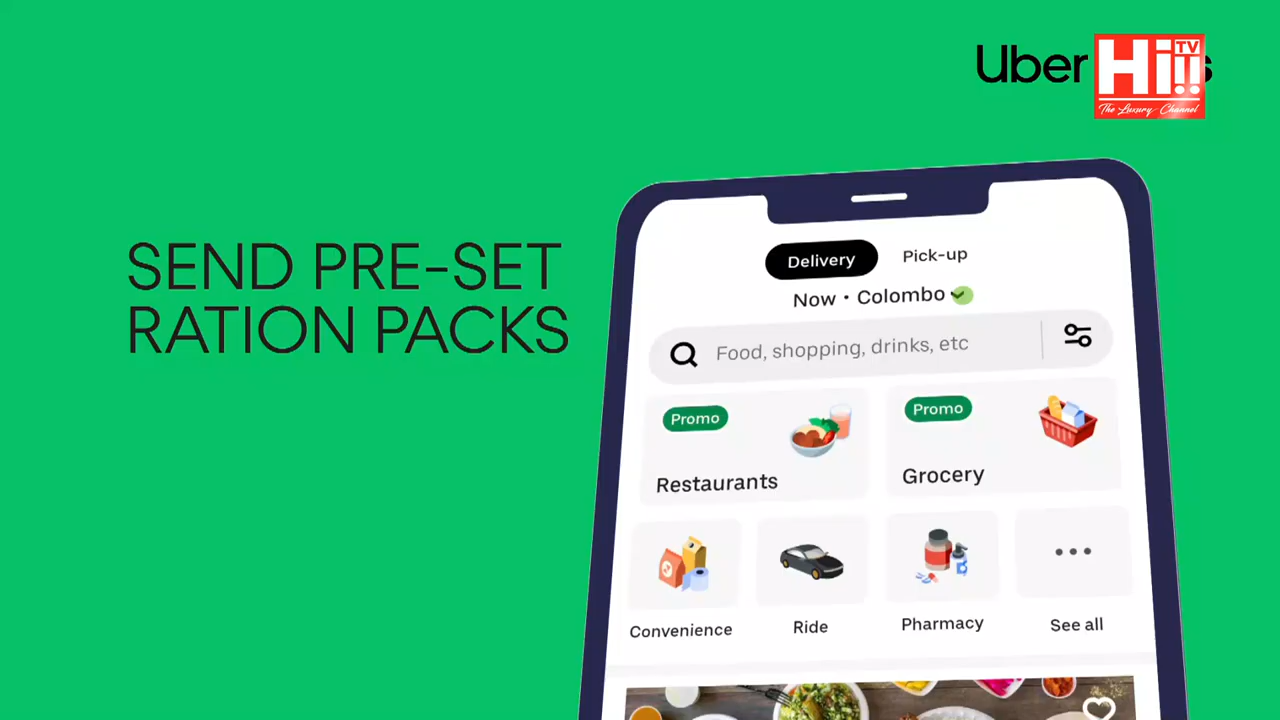 Uber
Hi!!
TV
The Luxury Channel
SEND PRE-SET
RATION PACKS
Delivery
Pick-up
Now • Colombo
Food, shopping, drinks, etc
Promo
Promo
Restaurants
Grocery
Convenience
Ride
Pharmacy
See all